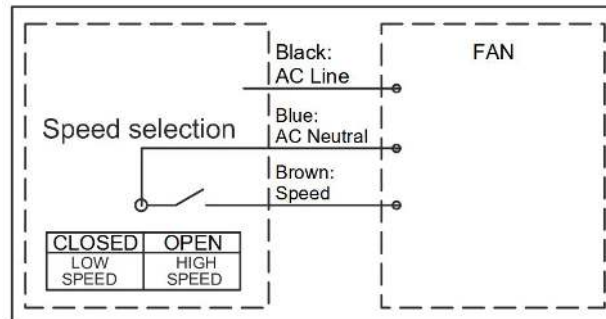 Black:
AC Line
FAN
Blue:
AC Neutral
Speed selection
Brown:
Speed
CLOSED OPEN
LOW SPEED HIGH SPEED